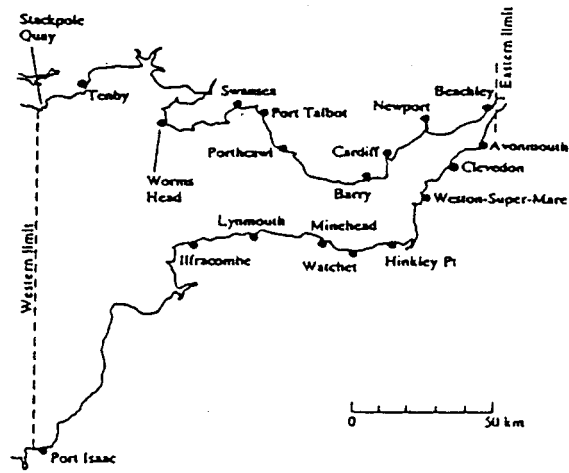 Stackpole
Quay
Eastern limit
Tenby
Swansea
Port Talbot
Newport
Beachley
Porthcawl
Cardiff
Avonmouth
Clevedon
Worms
Head
Barry
Weston-Super-Mare
Lynmouth
Minehead
Western limit
Ilfracombe
Watchet
Hinkley Pt
0
50 km
Port Isaac